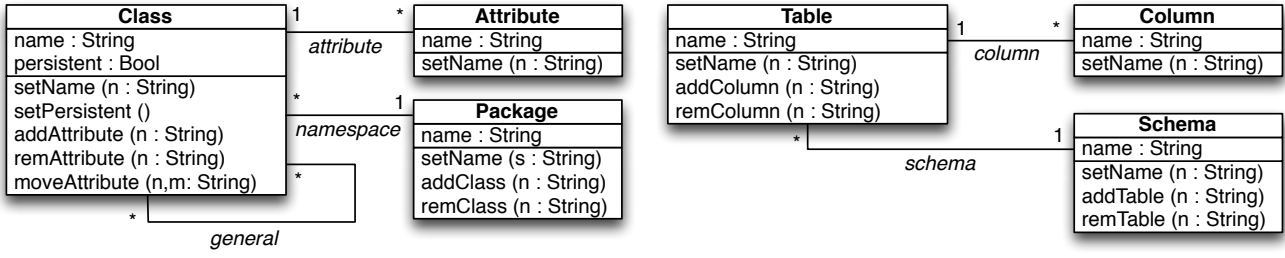 Class
name : String
persistent : Bool
setName (n : String)
setPersistent ()
addAttribute (n : String)
remAttribute (n : String)
moveAttribute (n,m: String)
1
*
attribute
Attribute
name : String
setName (n : String)
*
1
namespace
Package
name : String
setName (s : String)
addClass (n : String)
remClass (n : String)
*
*
general
Table
name : String
setName (n : String)
addColumn (n : String)
remColumn (n : String)
1
*
column
Column
name : String
setName (n : String)
*
1
schema
Schema
name : String
setName (n : String)
addTable (n : String)
remTable (n : String)